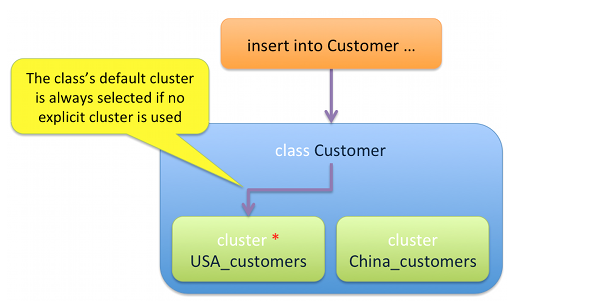 insert into Customer ...
The class's default cluster
is always selected if no
explicit cluster is used
class Customer
cluster *
USA_customers
cluster
China_customers